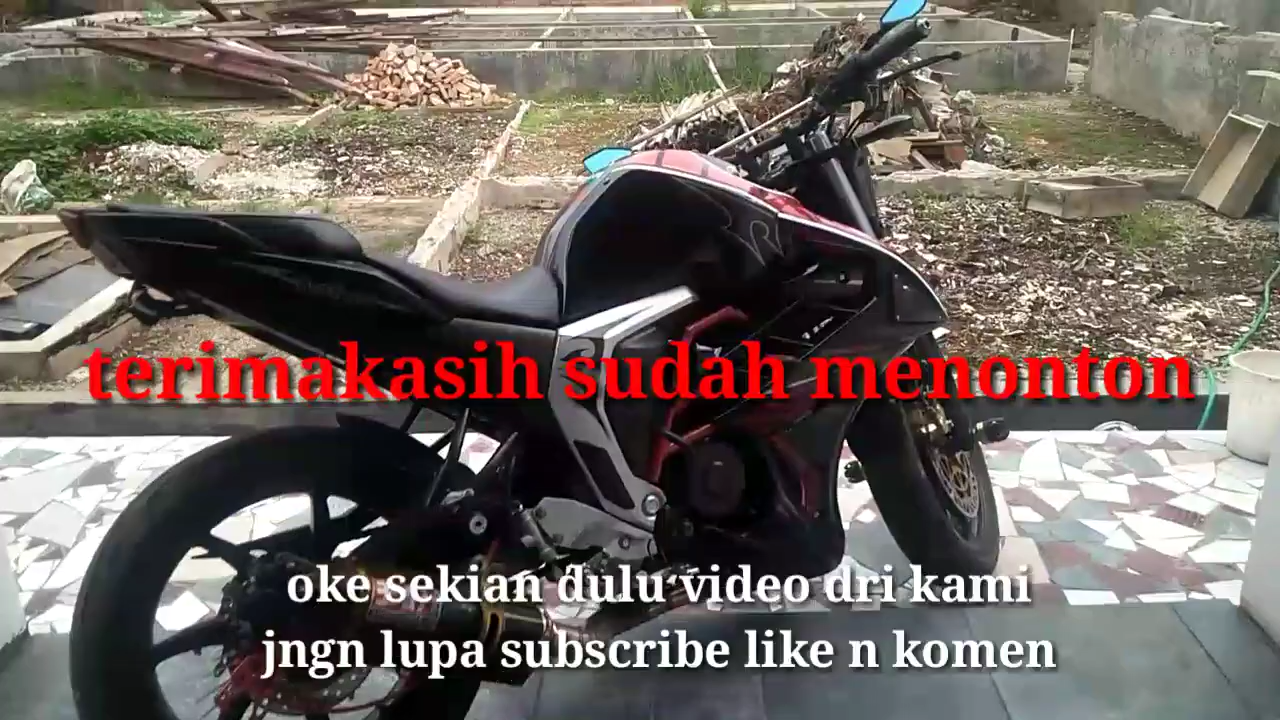 terimakasih sudah menonton
oke sekian dulu video dri kami
jngn lupa subscribe like n komen